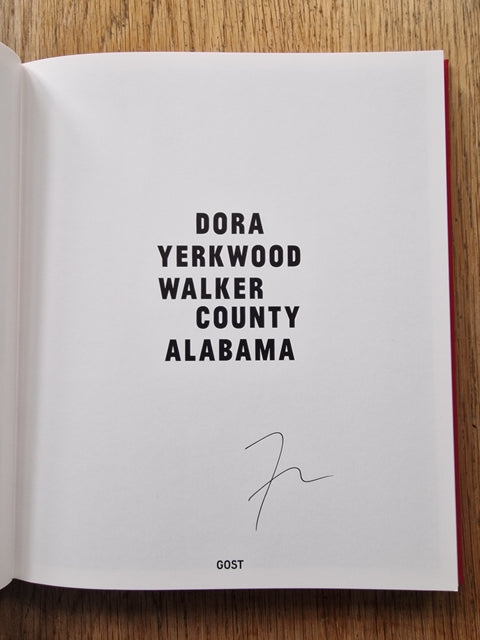 DORA
YERKWOOD
WALKER
COUNTY
ALABAMA
GOST